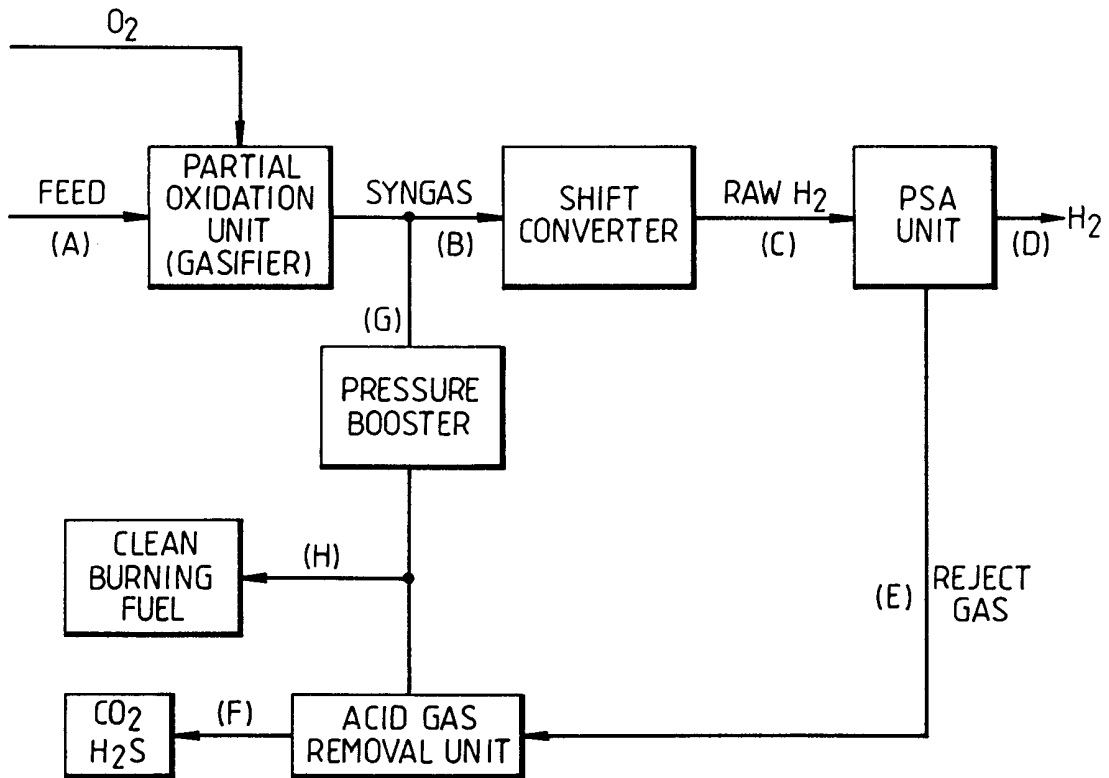 O2
FEED
(A)
PARTIAL
OXIDATION
UNIT
(GASIFIER)
SYNGAS
(B)
SHIFT
CONVERTER
RAW H2
(C)
PSA
UNIT
(D)
H2
(G)
PRESSURE
BOOSTER
CLEAN
BURNING
FUEL
(H)
(E)
REJECT
GAS
CO2
H2S
(F)
ACID GAS
REMOVAL UNIT